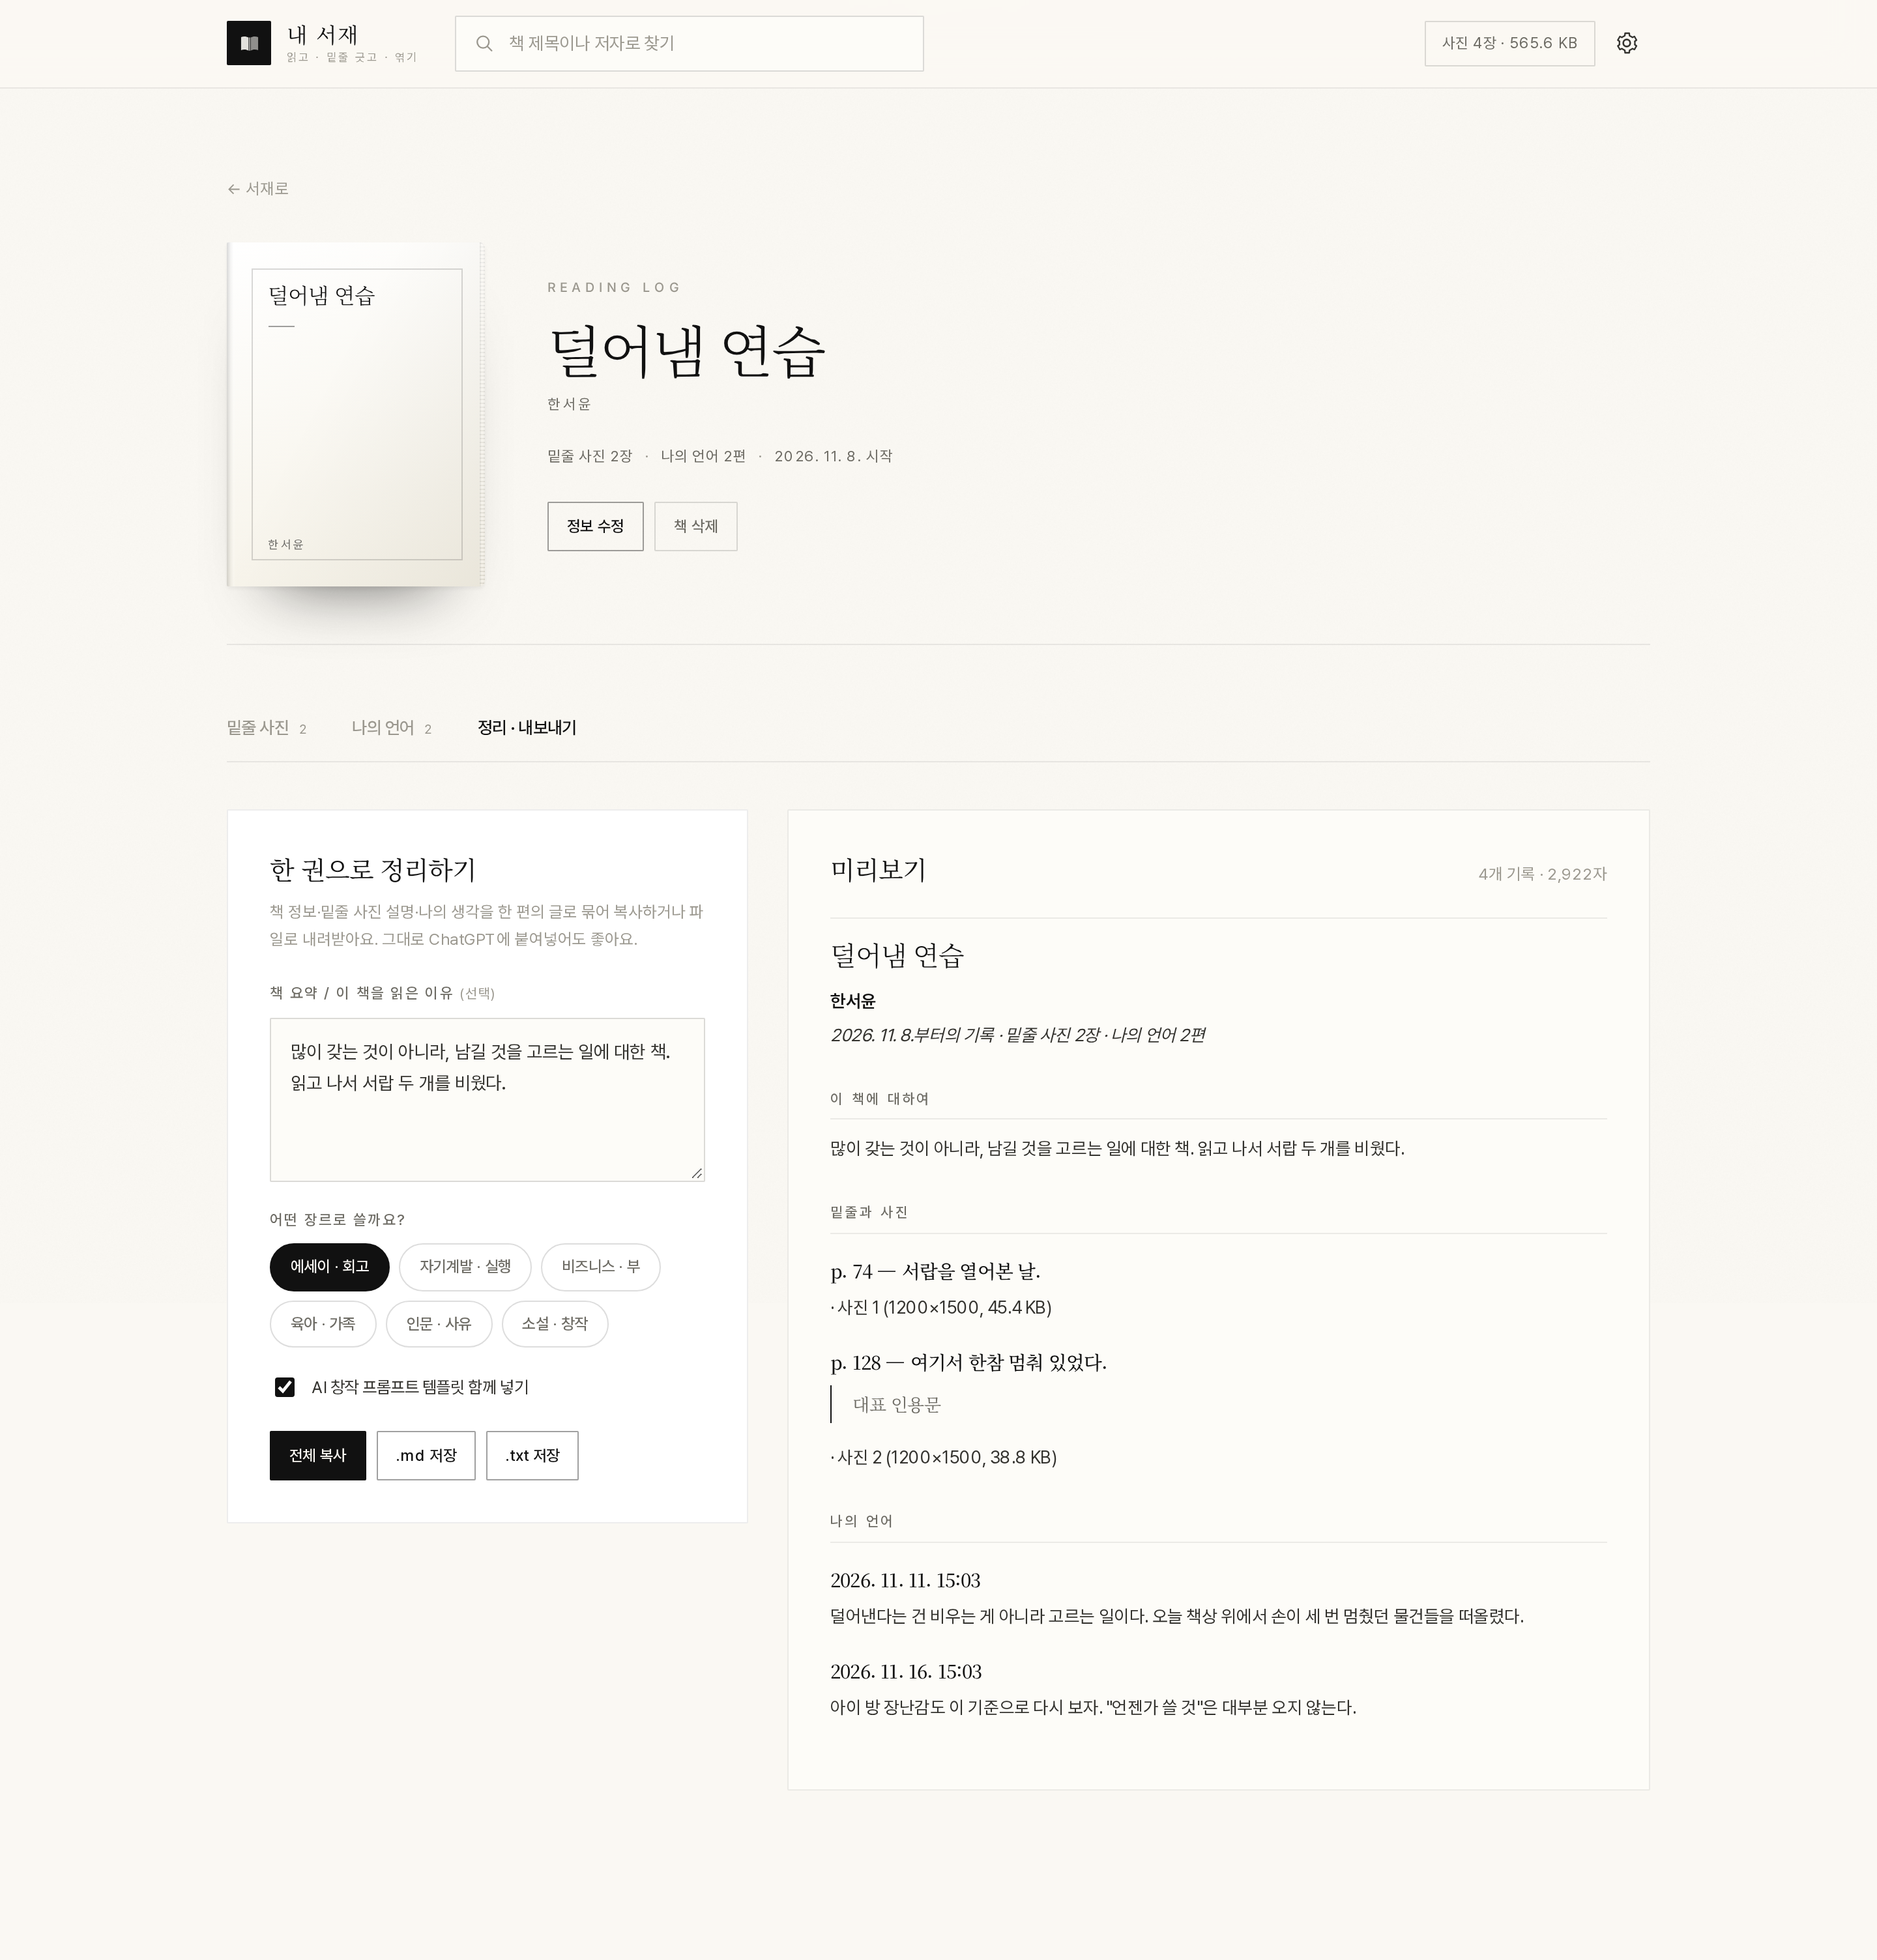 내 서재
읽고 · 밑줄 긋고 · 엮기
책 제목이나 저자로 찾기
사진 4장 · 565.6 KB
← 서재로
덜어냄 연습
한서윤
READING LOG
덜어냄 연습
한서윤
밑줄 사진 2장 · 나의 언어 2편 · 2026. 11. 8. 시작
정보 수정
책 삭제
밑줄 사진 2
나의 언어 2
정리 · 내보내기
한 권으로 정리하기
책 정보·밑줄 사진 설명·나의 생각을 한 편의 글로 묶어 복사하거나 파
일로 내려받아요. 그대로 ChatGPT에 붙여넣어도 좋아요.
책 요약 / 이 책을 읽은 이유 (선택)
많이 갖는 것이 아니라, 남길 것을 고르는 일에 대한 책.
읽고 나서 서랍 두 개를 비웠다.
어떤 장르로 쓸까요?
에세이 · 회고
자기계발 · 실행
비즈니스 · 부
육아 · 가족
인문 · 사유
소설 · 창작
AI 창작 프롬프트 템플릿 함께 넣기
전체 복사
.md 저장
.txt 저장
미리보기
4개 기록 · 2,922자
덜어냄 연습
한서윤
2026. 11. 8.부터의 기록 · 밑줄 사진 2장 · 나의 언어 2편
이 책에 대하여
많이 갖는 것이 아니라, 남길 것을 고르는 일에 대한 책. 읽고 나서 서랍 두 개를 비웠다.
밑줄과 사진
p. 74 — 서랍을 열어본 날.
· 사진 1 (1200×1500, 45.4 KB)
p. 128 — 여기서 한참 멈춰 있었다.
대표 인용문
· 사진 2 (1200×1500, 38.8 KB)
나의 언어
2026. 11. 11. 15:03
덜어낸다는 건 비우는 게 아니라 고르는 일이다. 오늘 책상 위에서 손이 세 번 멈췄던 물건들을 떠올렸다.
2026. 11. 16. 15:03
아이 방 장난감도 이 기준으로 다시 보자. "언젠가 쓸 것"은 대부분 오지 않는다.